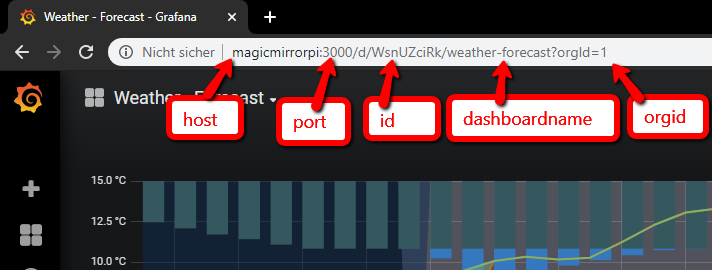 Weather - Forecast - Grafana
Nicht sicher magicmirrorpi:3000/d/WsnUZciRk/weather-forecast?orgId=1
Weather - Forecast
host
port
id
dashboardname
orgid
15.0 °C
12.5 °C
10.0 °C